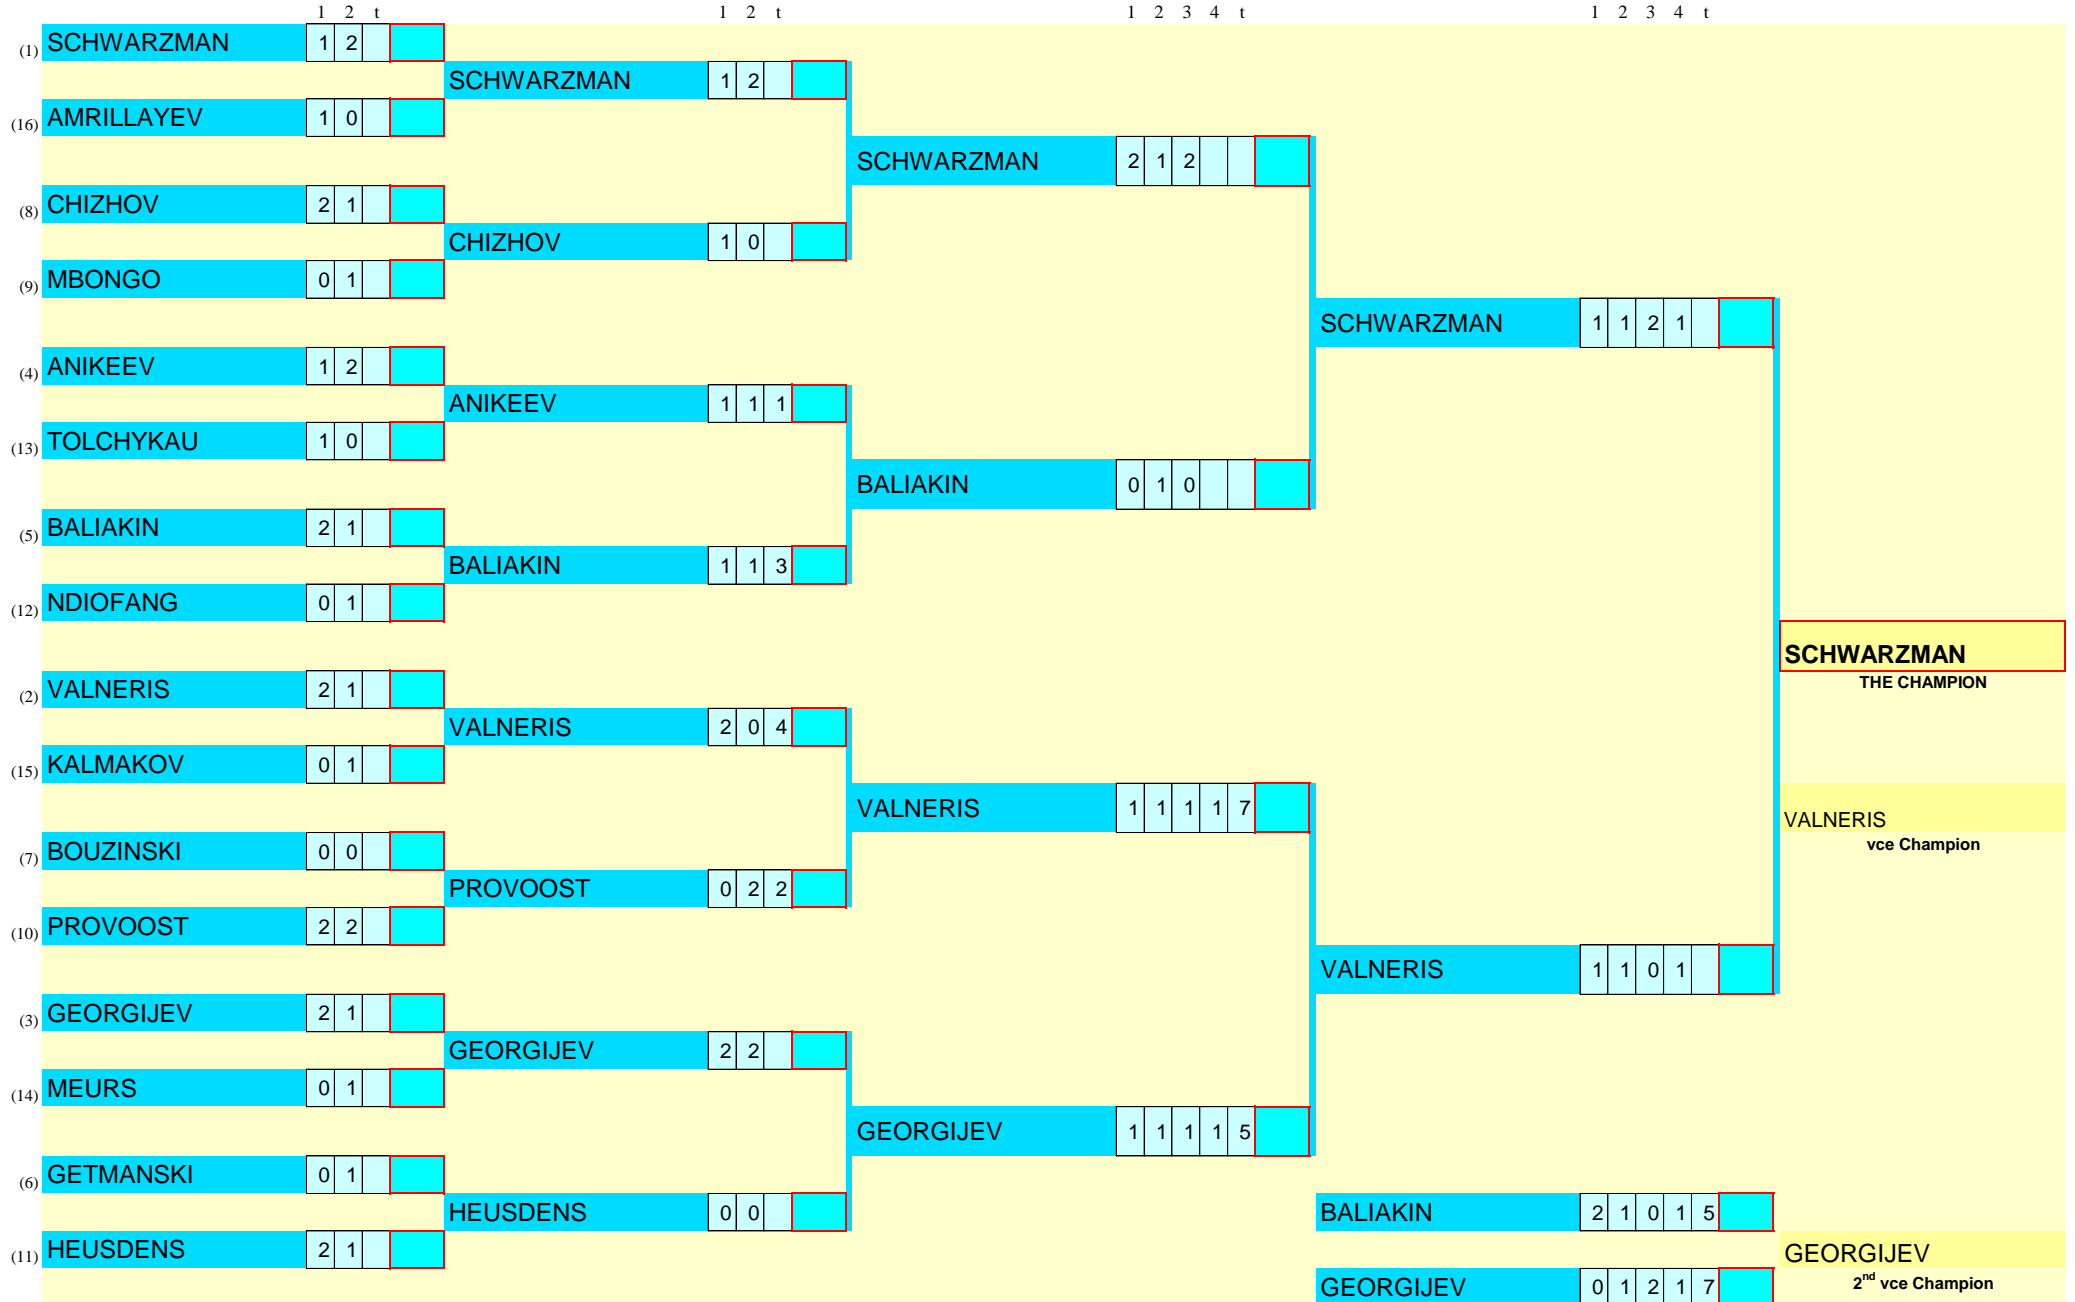 1 2 t 1 2 t 1 2 3 4 t 1 2 3 4 t
(1) SCHWARZMAN 1 2
SCHWARZMAN 1 2
(16) AMRILLAYEV 1 0
SCHWARZMAN 2 1 2
(8) CHIZHOV 2 1
CHIZHOV 1 0
(9) MBONGO 0 1
SCHWARZMAN 1 1 2 1
(4) ANIKEEV 1 2
ANIKEEV 1 1 1
(13) TOLCHYKAU 1 0
BALIAKIN 0 1 0
(5) BALIAKIN 2 1
BALIAKIN 1 1 3
(12) NDIOFANG 0 1
SCHWARZMAN
THE CHAMPION
(2) VALNERIS 2 1
VALNERIS 2 0 4
(15) KALMAKOV 0 1
VALNERIS 1 1 1 1 7
VALNERIS
vce Champion
(7) BOUZINSKI 0 0
PROVOOST 0 2 2
(10) PROVOOST 2 2
VALNERIS 1 1 0 1
(3) GEORGIJEV 2 1
GEORGIJEV 2 2
(14) MEURS 0 1
GEORGIJEV 1 1 1 1 5
(6) GETMANSKI 0 1
HEUSDENS 0 0
BALIAKIN 2 1 0 1 5
(11) HEUSDENS 2 1
GEORGIJEV
2nd vce Champion
GEORGIJEV 0 1 2 1 7